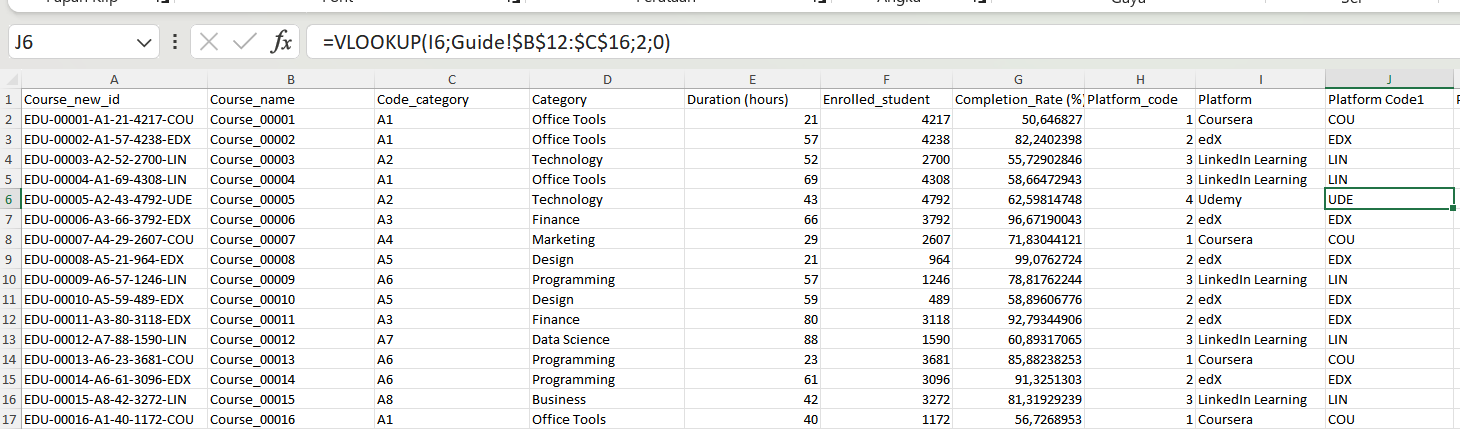 J6 fx =VLOOKUP(I6;Guide!$B$12:$C$16;2;0)
A B C D E F G H I J
1 Course_new_id Course_name Code_category Category Duration (hours) Enrolled_student Completion_Rate (%) Platform_code Platform Platform Code1
2 EDU-00001-A1-21-4217-COU Course_00001 A1 Office Tools 21 4217 50,646827 1 Coursera COU
3 EDU-00002-A1-57-4238-EDX Course_00002 A1 Office Tools 57 4238 82,2402398 2 edX EDX
4 EDU-00003-A2-52-2700-LIN Course_00003 A2 Technology 52 2700 55,72902846 3 LinkedIn Learning LIN
5 EDU-00004-A1-69-4308-LIN Course_00004 A1 Office Tools 69 4308 58,66472943 3 LinkedIn Learning LIN
6 EDU-00005-A2-43-4792-UDE Course_00005 A2 Technology 43 4792 62,59814748 4 Udemy UDE
7 EDU-00006-A3-66-3792-EDX Course_00006 A3 Finance 66 3792 96,67190043 2 edX EDX
8 EDU-00007-A4-29-2607-COU Course_00007 A4 Marketing 29 2607 71,83044121 1 Coursera COU
9 EDU-00008-A5-21-964-EDX Course_00008 A5 Design 21 964 99,0762724 2 edX EDX
10 EDU-00009-A6-57-1246-LIN Course_00009 A6 Programming 57 1246 78,81762244 3 LinkedIn Learning LIN
11 EDU-00010-A5-59-489-EDX Course_00010 A5 Design 59 489 58,89606776 2 edX EDX
12 EDU-00011-A3-80-3118-EDX Course_00011 A3 Finance 80 3118 92,79344906 2 edX EDX
13 EDU-00012-A7-88-1590-LIN Course_00012 A7 Data Science 88 1590 60,89317065 3 LinkedIn Learning LIN
14 EDU-00013-A6-23-3681-COU Course_00013 A6 Programming 23 3681 85,88238253 1 Coursera COU
15 EDU-00014-A6-61-3096-EDX Course_00014 A6 Programming 61 3096 91,3251303 2 edX EDX
16 EDU-00015-A8-42-3272-LIN Course_00015 A8 Business 42 3272 81,31929239 3 LinkedIn Learning LIN
17 EDU-00016-A1-40-1172-COU Course_00016 A1 Office Tools 40 1172 56,7268953 1 Coursera COU